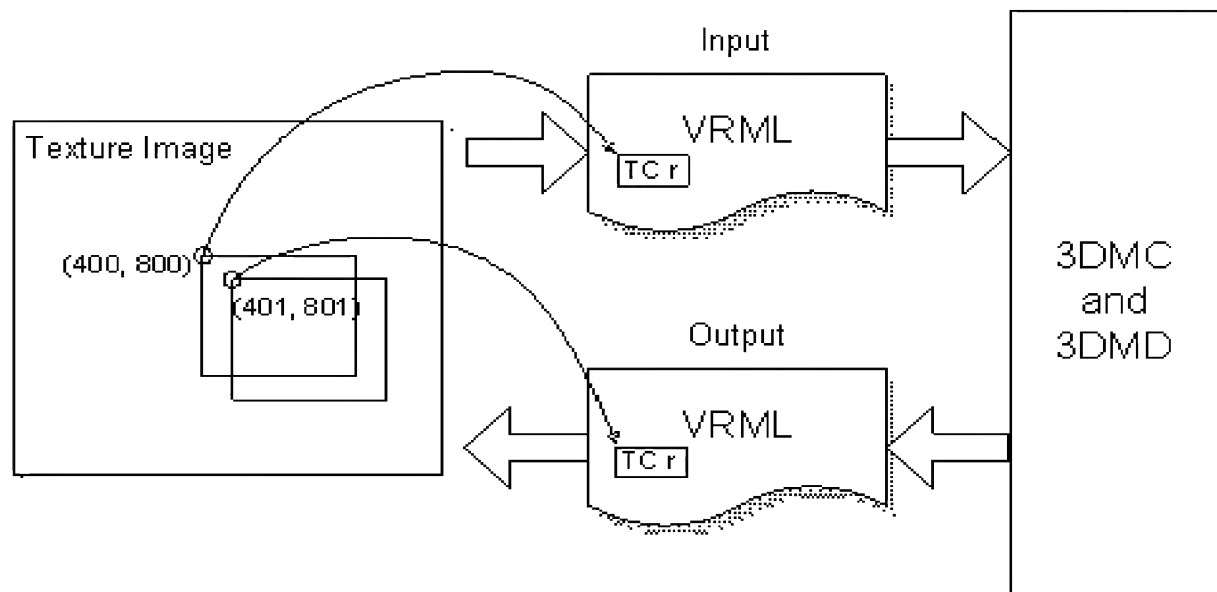 Input
VRML
TC r
Texture Image
(400, 800)
(401, 801)
Output
VRML
TC r
3DMC
and
3DMD